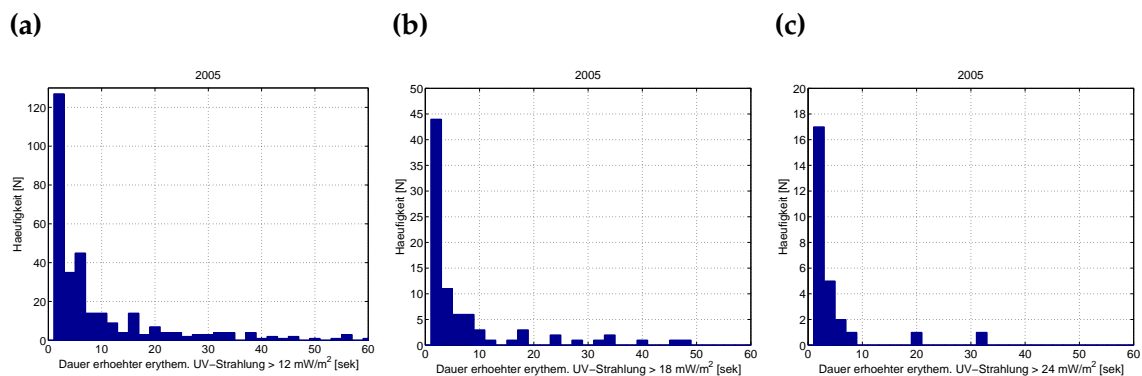 (a)
(b)
(c)
2005
120
100
80
60
40
20
0
Haeufigkeit [N]
0 10 20 30 40 50 60
Dauer erhoehter erythem. UV−Strahlung > 12 mW/m² [sek]
2005
50
45
40
35
30
25
20
15
10
5
0
Haeufigkeit [N]
0 10 20 30 40 50 60
Dauer erhoehter erythem. UV−Strahlung > 18 mW/m² [sek]
2005
20
18
16
14
12
10
8
6
4
2
0
Haeufigkeit [N]
0 10 20 30 40 50 60
Dauer erhoehter erythem. UV−Strahlung > 24 mW/m² [sek]